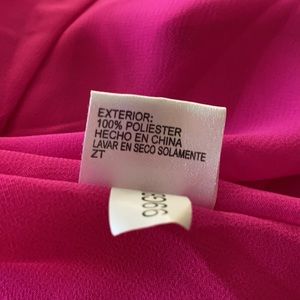 EXTERIOR:
100% POLIESTER
HECHO EN CHINA
LAVAR EN SECO SOLAMENTE
ZT